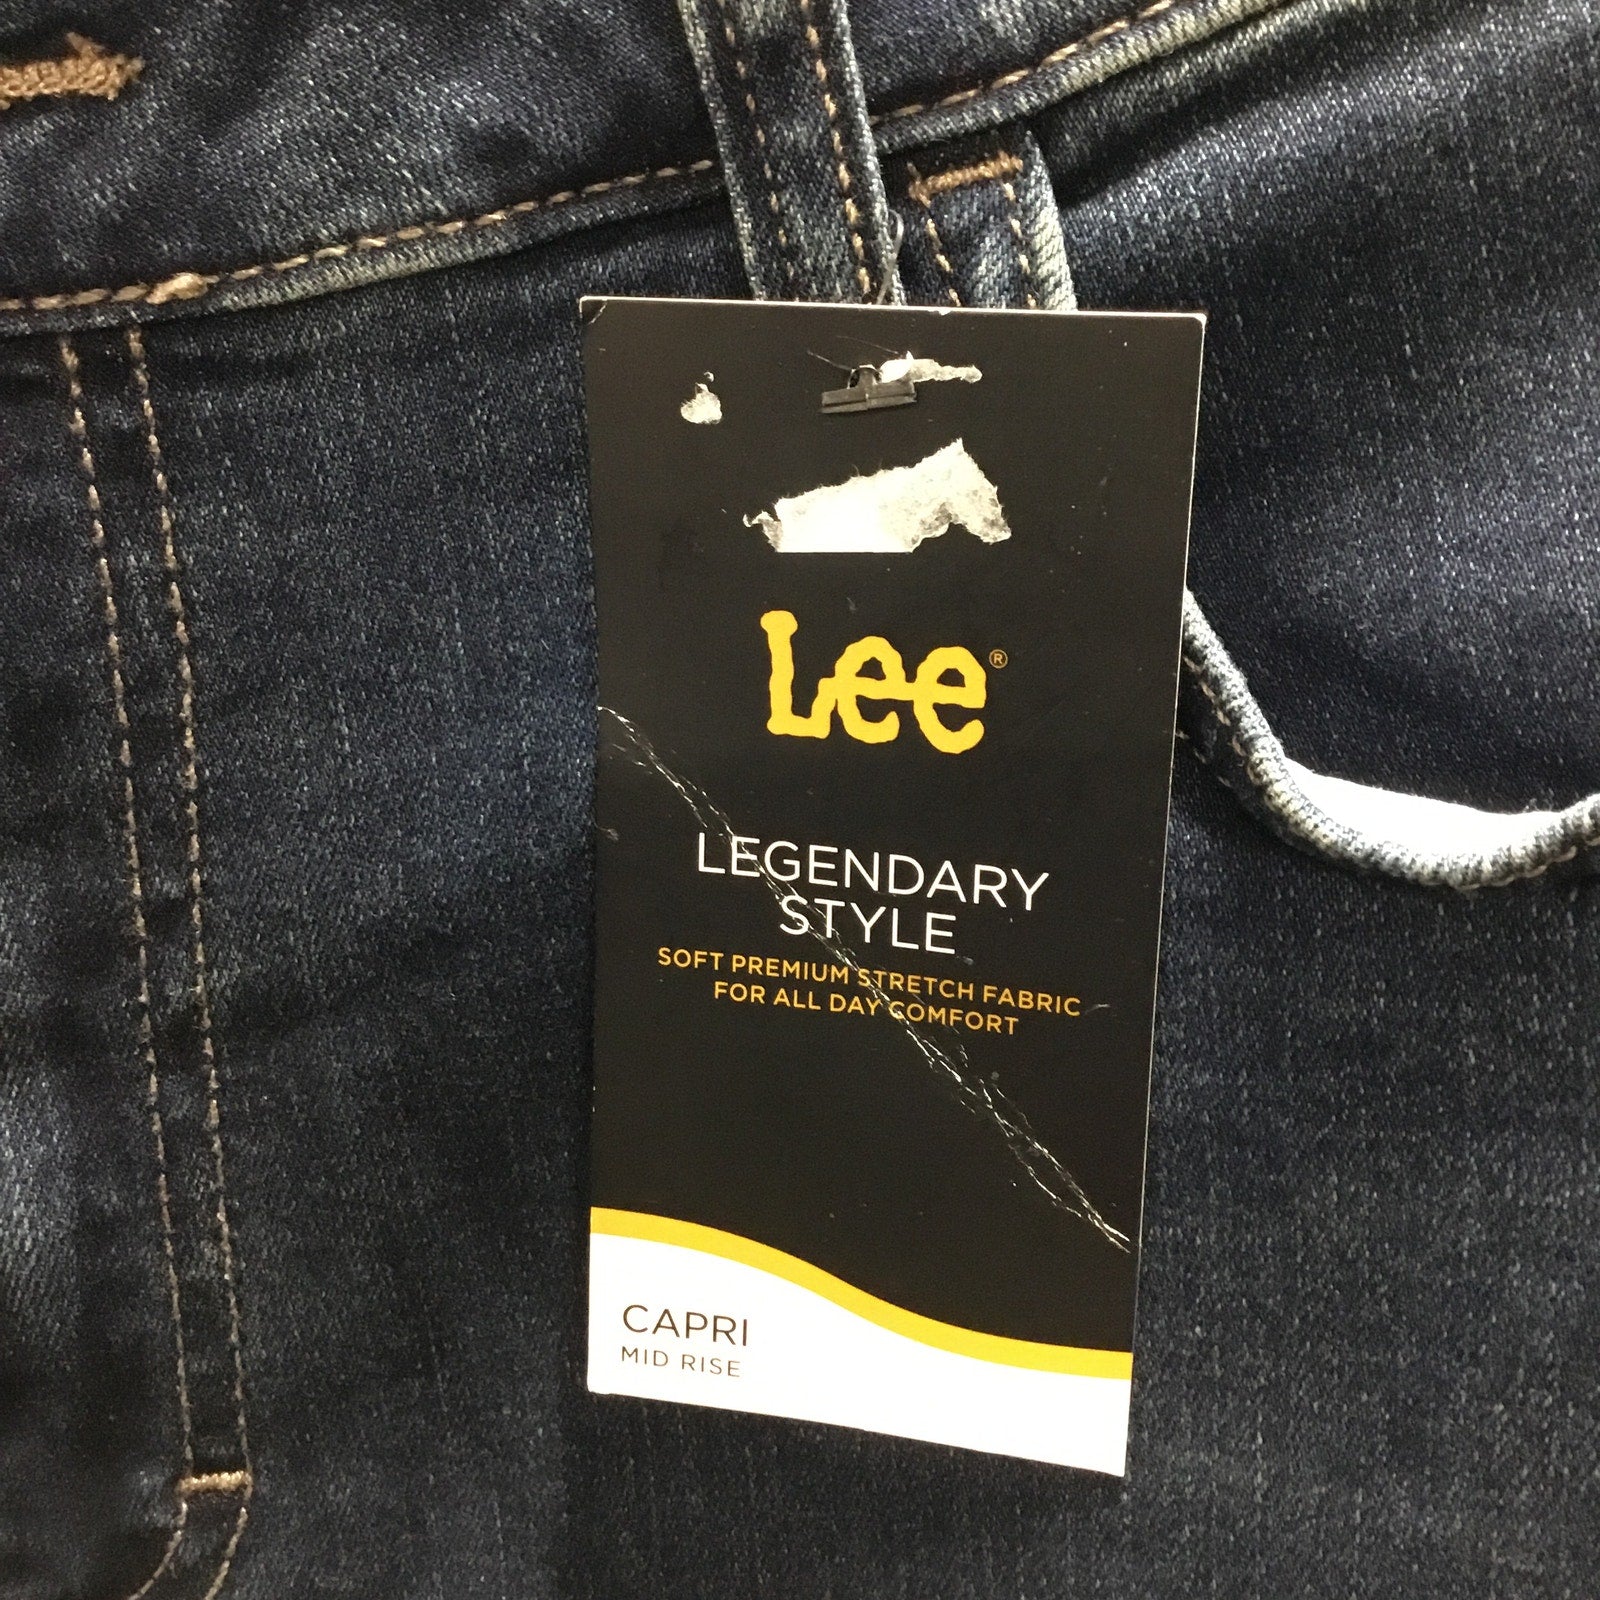 Lee®
LEGENDARY
STYLE
SOFT PREMIUM STRETCH FABRIC
FOR ALL DAY COMFORT
CAPRI
MID RISE